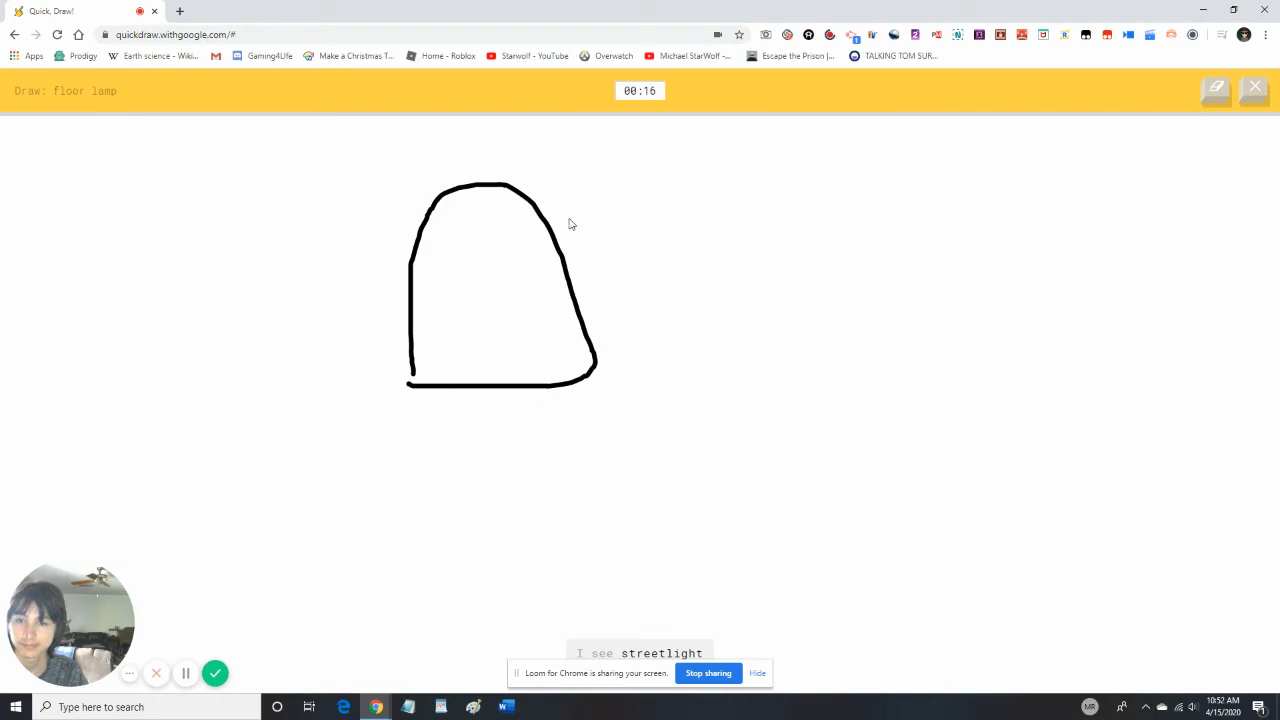 Quick, Draw!
quickdraw.withgoogle.com/#
Apps Prodigy Earth science - Wiki... Gaming4LIfe Make a Christmas T... Home - Roblox Starwolf - YouTube Overwatch Michael StarWolf -... Escape the Prison |... TALKING TOM SUR...
Draw: floor lamp
00:16
I see streetlight
Loom for Chrome is sharing your screen. Stop sharing Hide
Type here to search
MR
10:52 AM
4/15/2020